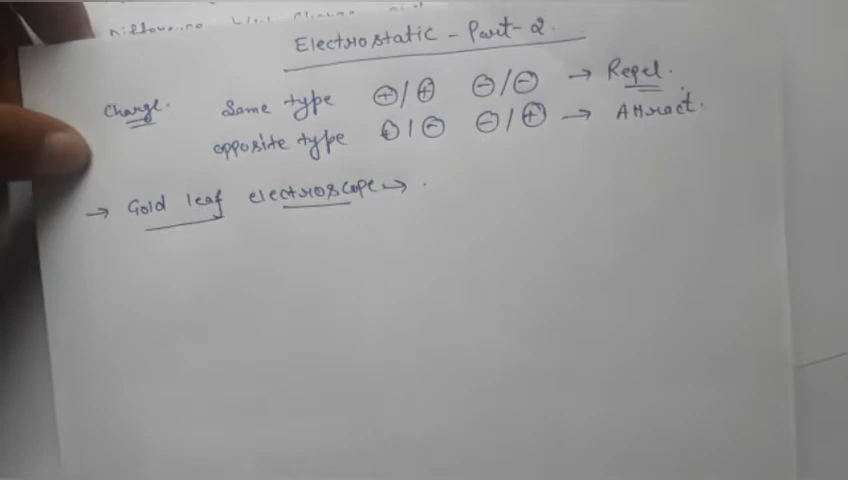 Electrostatic - Part-2.
Charge. Same type ⊕/⊕ ⊖/⊖ → Repel.
opposite type ⊕/⊖ ⊖/⊕ → Attract.
→ Gold leaf electroscope →.